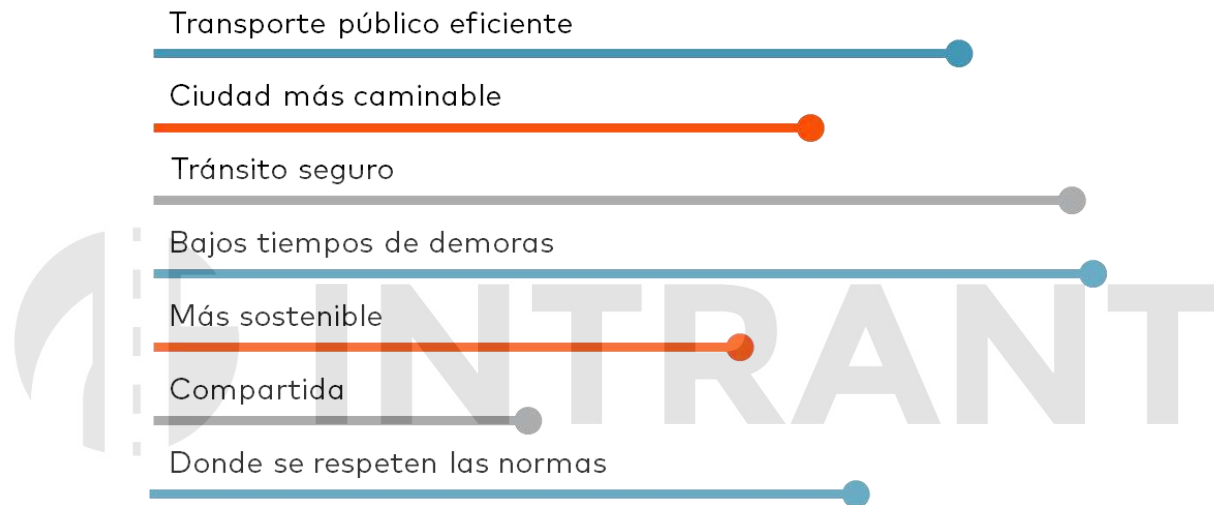 Transporte público eficiente
Ciudad más caminable
Tránsito seguro
Bajos tiempos de demoras
Más sostenible
INTRANT
Compartida
Donde se respeten las normas